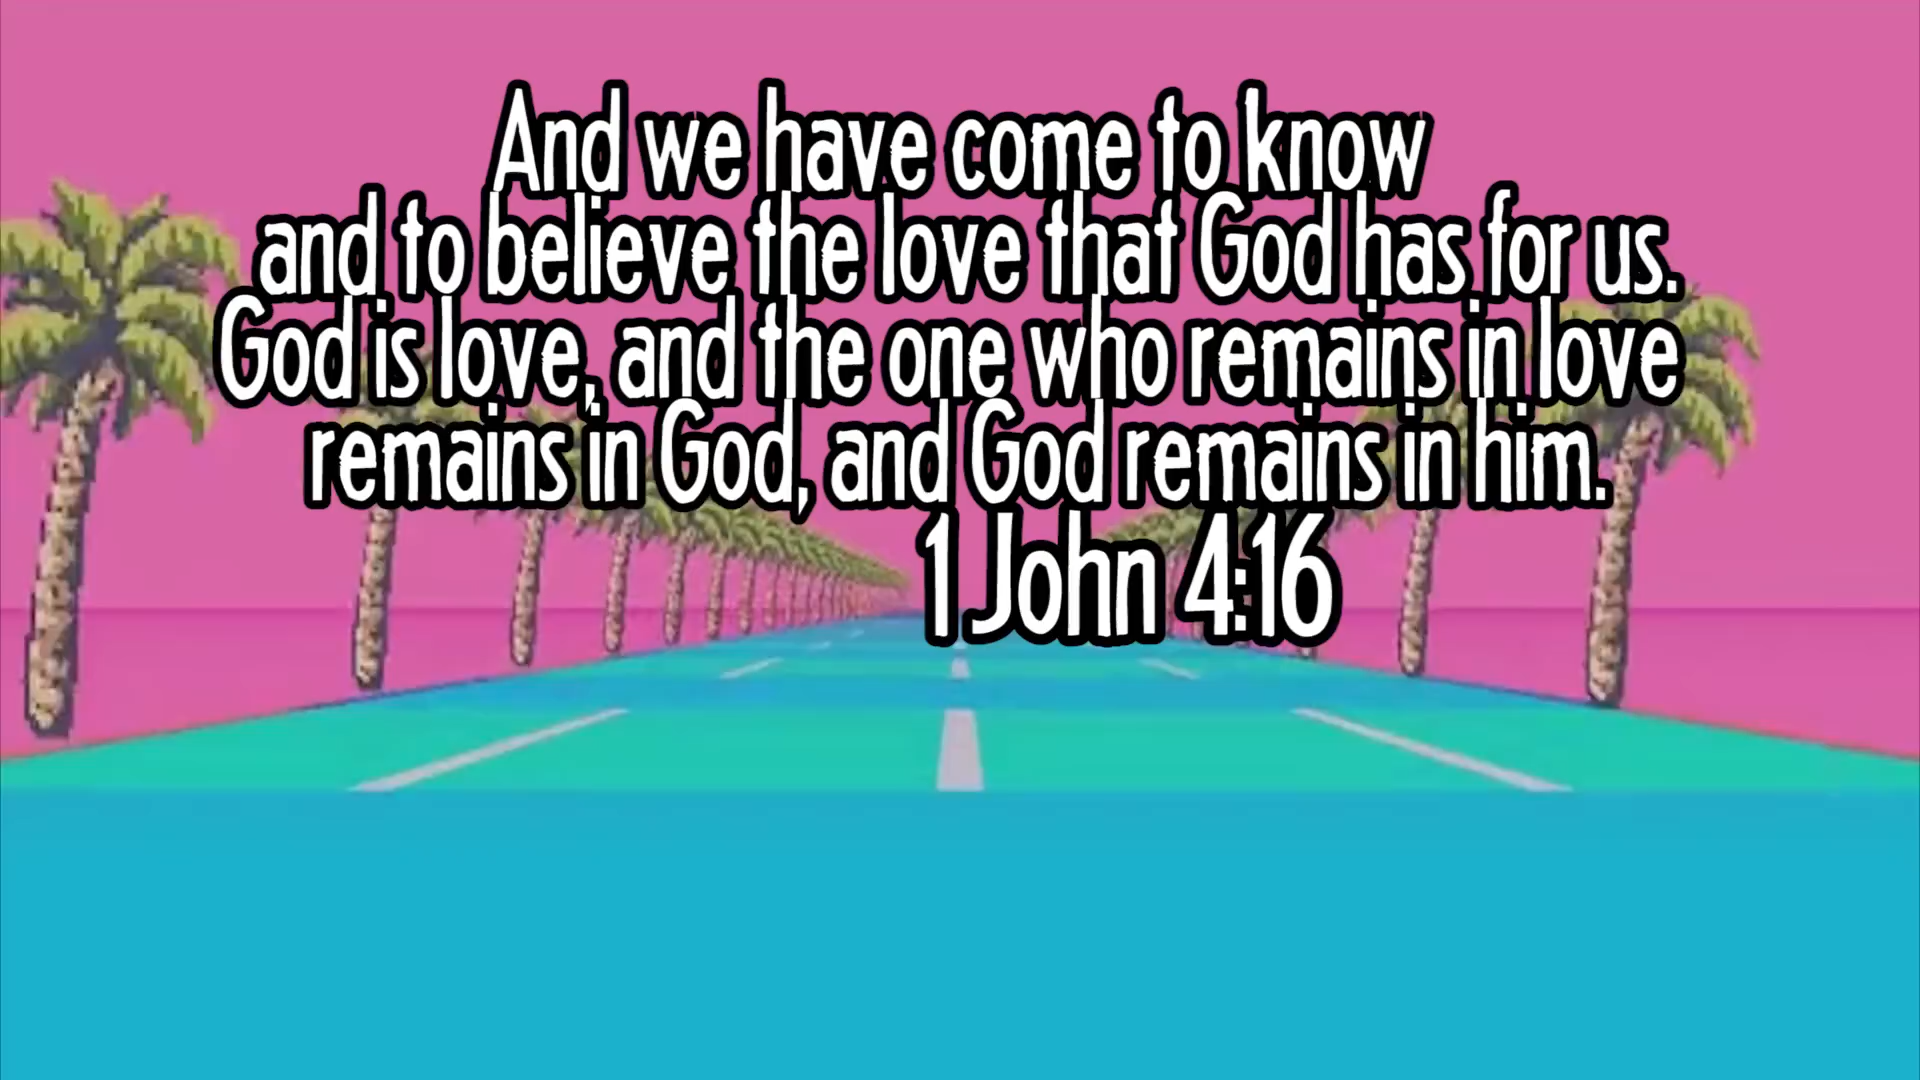 And we have come to know
and to believe the love that God has for us.
God is love, and the one who remains in love
remains in God, and God remains in him.
1 John 4:16